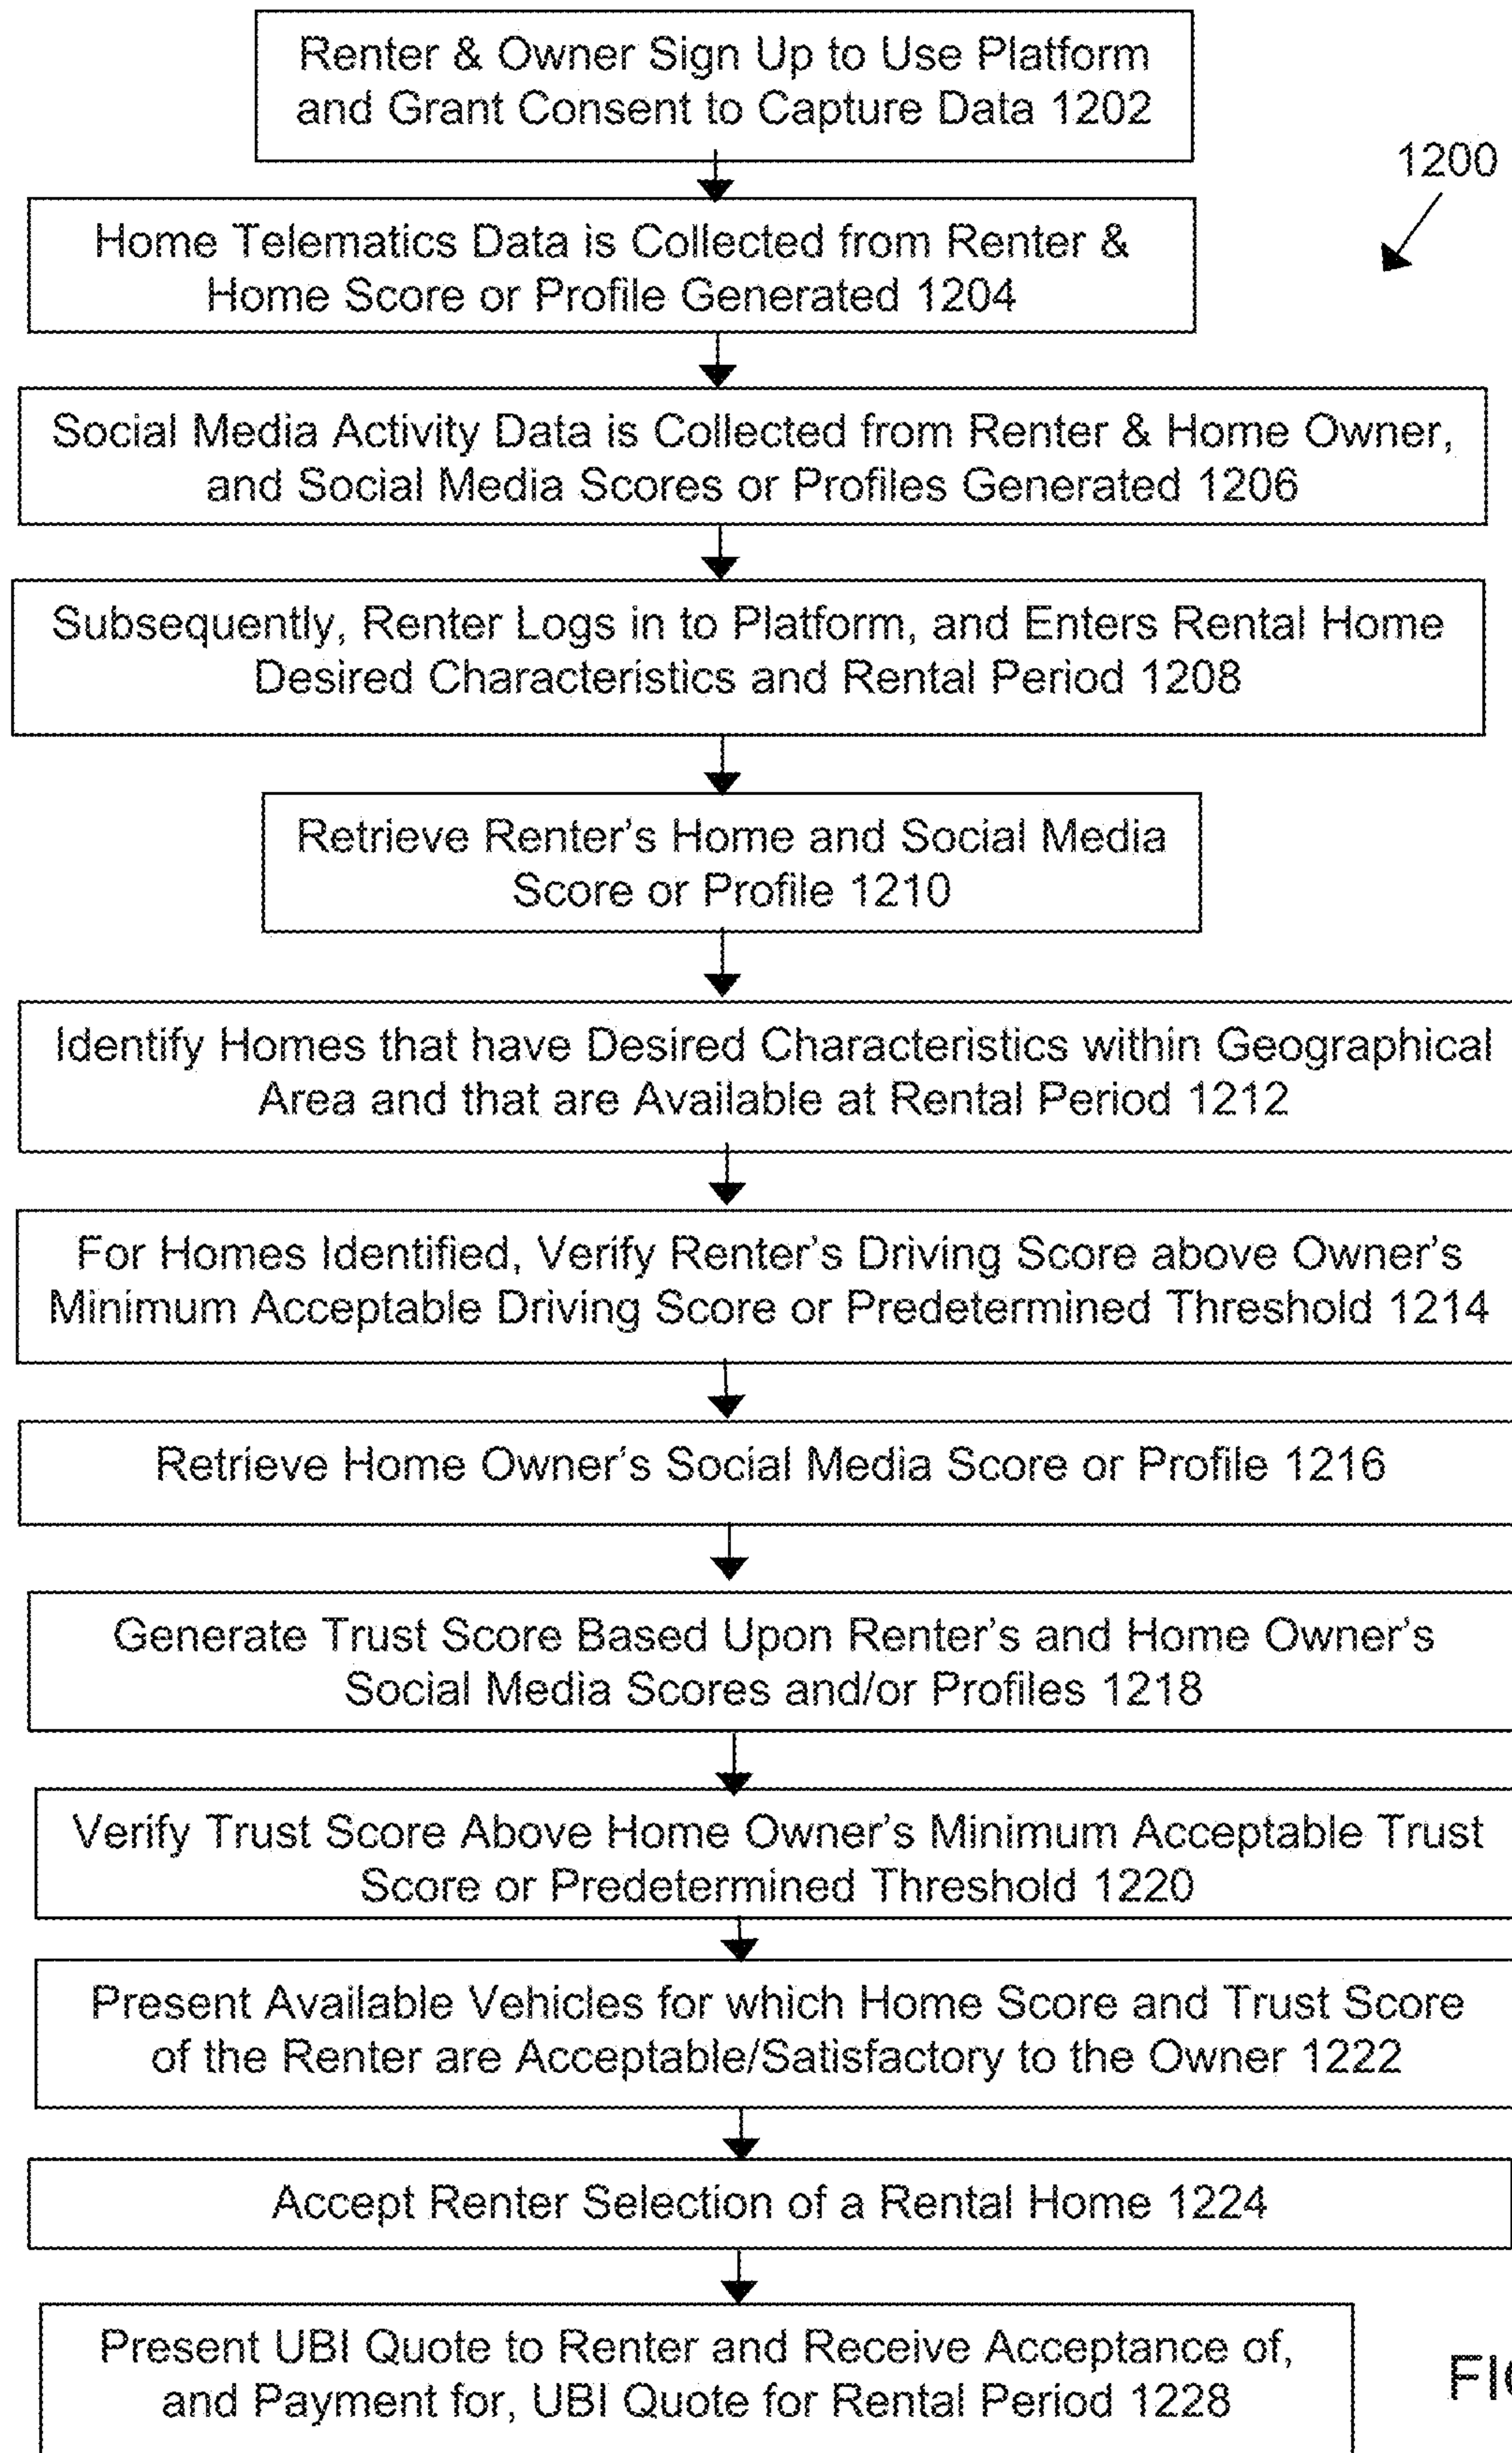 Renter & Owner Sign Up to Use Platform
and Grant Consent to Capture Data 1202
1200
Home Telematics Data is Collected from Renter &
Home Score or Profile Generated 1204
Social Media Activity Data is Collected from Renter & Home Owner,
and Social Media Scores or Profiles Generated 1206
Subsequently, Renter Logs in to Platform, and Enters Rental Home
Desired Characteristics and Rental Period 1208
Retrieve Renter's Home and Social Media
Score or Profile 1210
Identify Homes that have Desired Characteristics within Geographical
Area and that are Available at Rental Period 1212
For Homes Identified, Verify Renter's Driving Score above Owner's
Minimum Acceptable Driving Score or Predetermined Threshold 1214
Retrieve Home Owner's Social Media Score or Profile 1216
Generate Trust Score Based Upon Renter's and Home Owner's
Social Media Scores and/or Profiles 1218
Verify Trust Score Above Home Owner's Minimum Acceptable Trust
Score or Predetermined Threshold 1220
Present Available Vehicles for which Home Score and Trust Score
of the Renter are Acceptable/Satisfactory to the Owner 1222
Accept Renter Selection of a Rental Home 1224
Present UBI Quote to Renter and Receive Acceptance of,
and Payment for, UBI Quote for Rental Period 1228